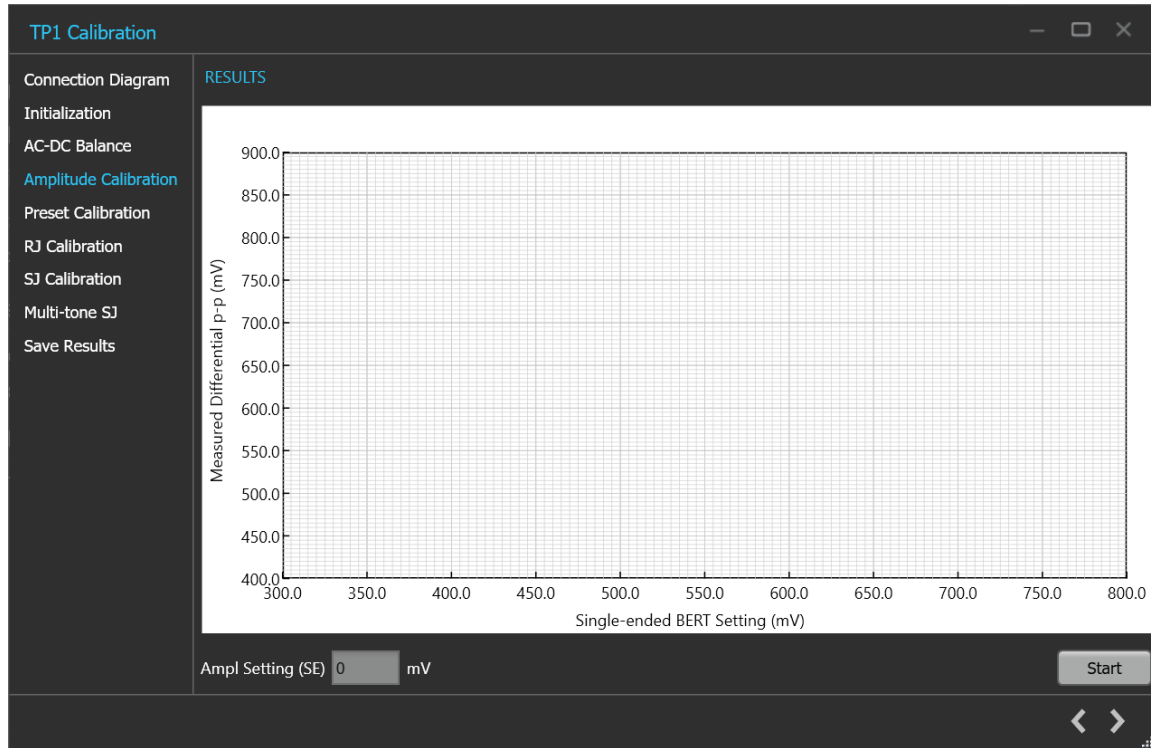 TP1 Calibration
Connection Diagram
Initialization
AC-DC Balance
Amplitude Calibration
Preset Calibration
RJ Calibration
SJ Calibration
Multi-tone SJ
Save Results
RESULTS
Measured Differential p-p (mV)
900.0
850.0
800.0
750.0
700.0
650.0
600.0
550.0
500.0
450.0
400.0
300.0 350.0 400.0 450.0 500.0 550.0 600.0 650.0 700.0 750.0 800.0
Single-ended BERT Setting (mV)
Ampl Setting (SE) 0 mV
Start